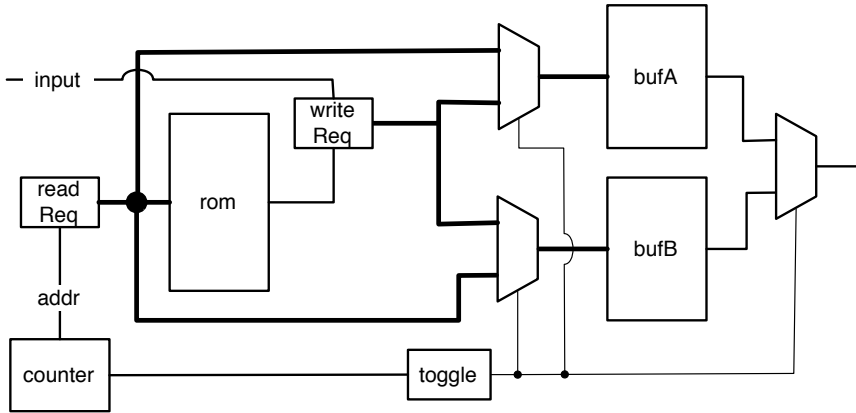 input
write
Req
bufA
read
Req
rom
bufB
addr
counter
toggle